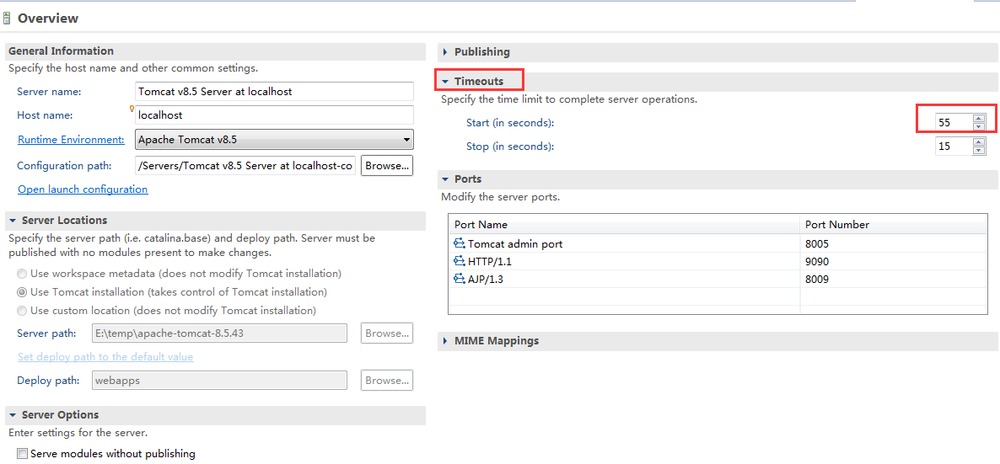 Overview
General Information
Specify the host name and other common settings.
Server name: Tomcat v8.5 Server at localhost
Host name: localhost
Runtime Environment: Apache Tomcat v8.5
Configuration path: /Servers/Tomcat v8.5 Server at localhost-co Browse...
Open launch configuration
Server Locations
Specify the server path (i.e. catalina.base) and deploy path. Server must be
published with no modules present to make changes.
Use workspace metadata (does not modify Tomcat installation)
Use Tomcat installation (takes control of Tomcat installation)
Use custom location (does not modify Tomcat installation)
Server path: E:\temp\apache-tomcat-8.5.43 Browse...
Set deploy path to the default value
Deploy path: webapps Browse...
Server Options
Enter settings for the server.
Serve modules without publishing
Publishing
Timeouts
Specify the time limit to complete server operations.
Start (in seconds): 55
Stop (in seconds): 15
Ports
Modify the server ports.
Port Name Port Number
Tomcat admin port 8005
HTTP/1.1 9090
AJP/1.3 8009
MIME Mappings